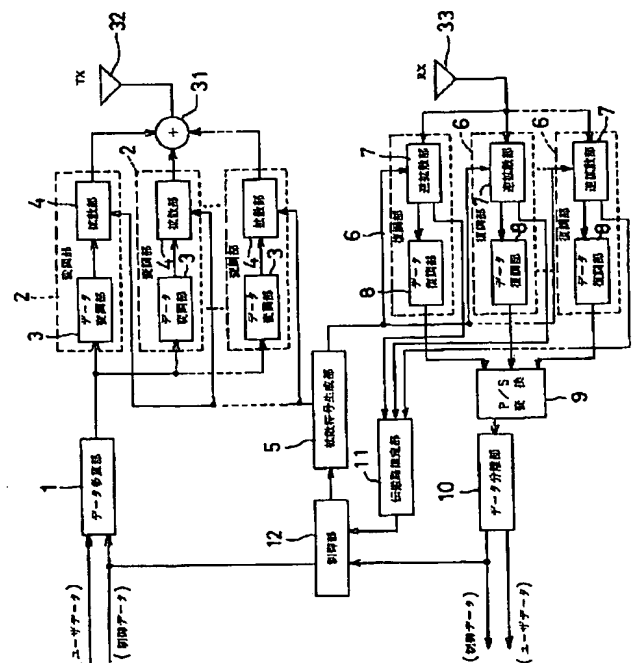 (ユーザデータ)
(制御データ)
1
データ多重部
2
変調部
3
データ
変調部
4
拡散部
2
変調部
3
データ
変調部
4
拡散部
変調部
3
データ
変調部
4
拡散部
31
+
TX
32
12
制御部
5
拡散符号生成部
11
伝搬路推定部
(制御データ)
(ユーザデータ)
10
データ分離部
9
P/S
変換
6
復調部
8
データ
復調部
7
逆拡散部
6
復調部
8
データ
復調部
7
逆拡散部
6
復調部
8
データ
復調部
7
逆拡散部
RX
33